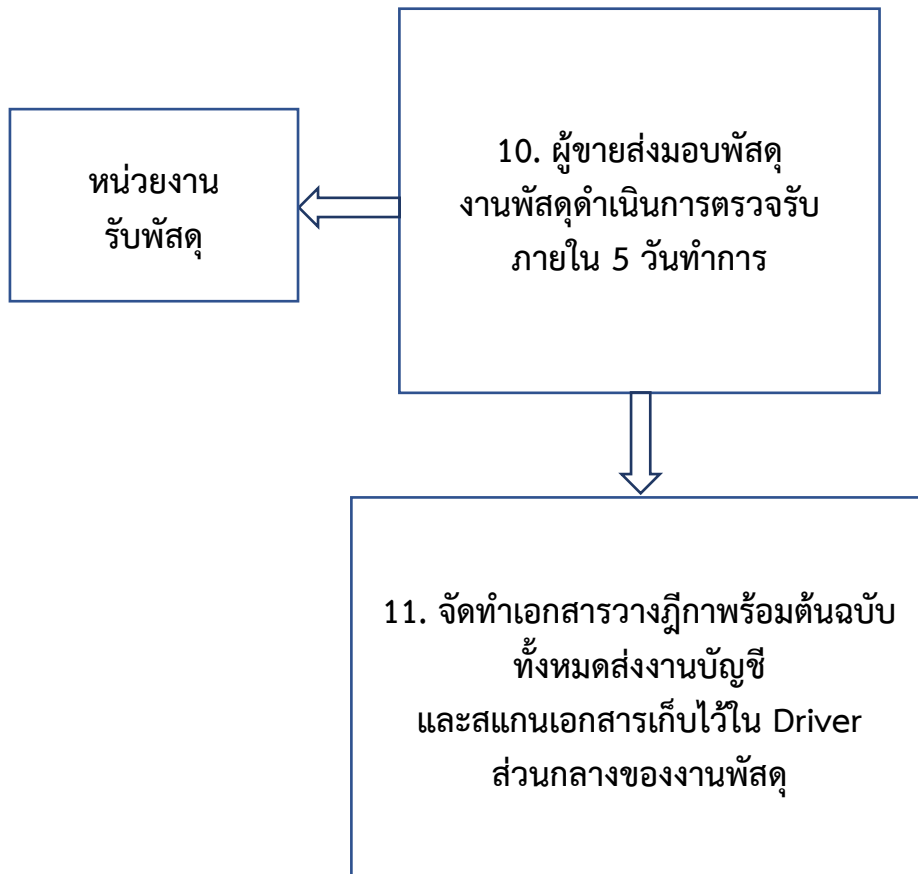 หน่วยงาน
รับพัสดุ
10. ผู้ขายส่งมอบพัสดุ
งานพัสดุดำเนินการตรวจรับ
ภายใน 5 วันทำการ
11. จัดทำเอกสารวางฎีกาพร้อมต้นฉบับ
ทั้งหมดส่งงานบัญชี
และสแกนเอกสารเก็บไว้ใน Driver
ส่วนกลางของงานพัสดุ